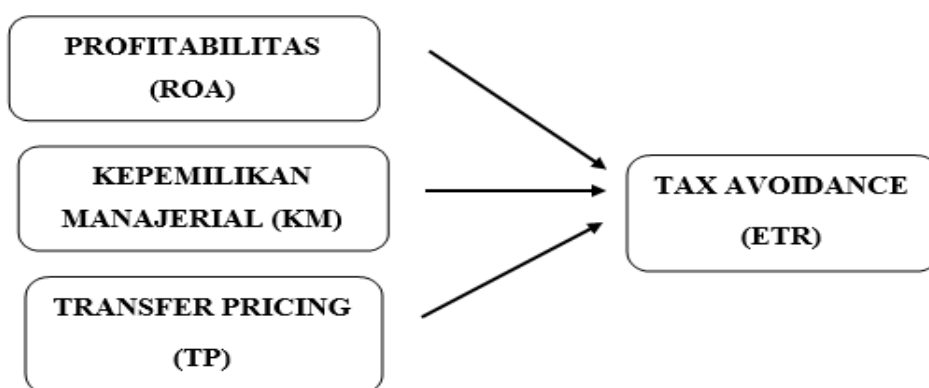 PROFITABILITAS
(ROA)
KEPEMILIKAN
MANAJERIAL (KM)
TRANSFER PRICING
(TP)
TAX AVOIDANCE
(ETR)